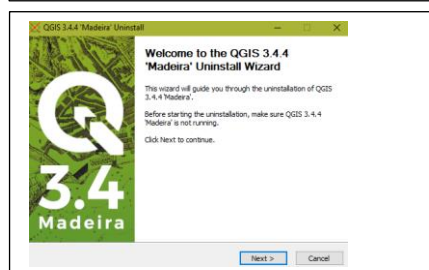 QGIS 3.4.4 'Madeira' Uninstall
Welcome to the QGIS 3.4.4
'Madeira' Uninstall Wizard
This wizard will guide you through the uninstallation of QGIS
3.4.4 'Madeira'.
Before starting the uninstallation, make sure QGIS 3.4.4
'Madeira' is not running.
Click Next to continue.
3.4
Madeira
Next >
Cancel